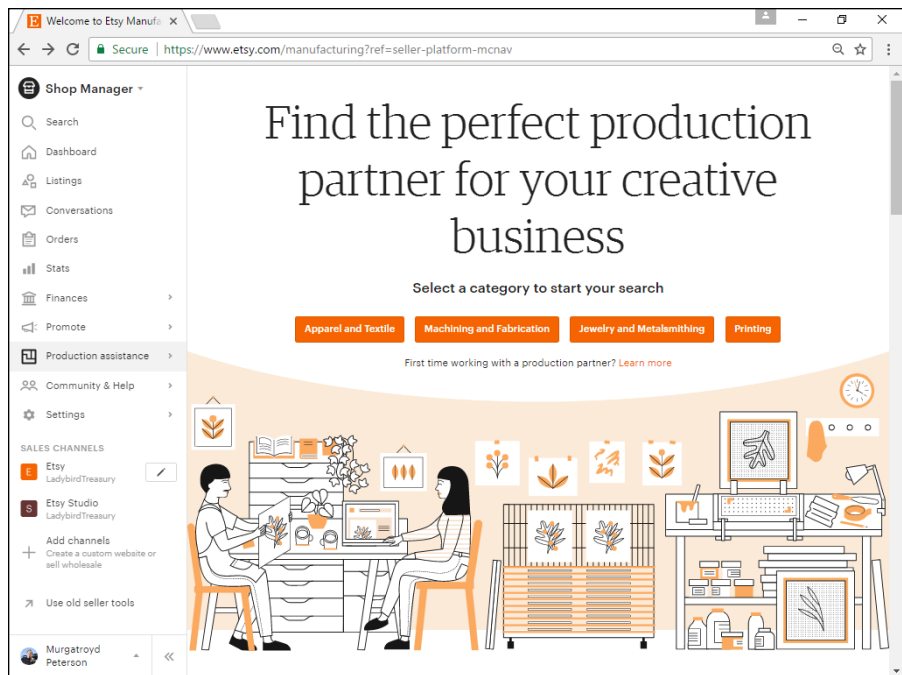 E Welcome to Etsy Manufa
Secure https://www.etsy.com/manufacturing?ref=seller-platform-mcnav
Shop Manager
Search
Dashboard
Listings
Conversations
Orders
Stats
Finances
Promote
Production assistance
Community & Help
Settings
SALES CHANNELS
E Etsy
LadybirdTreasury
S Etsy Studio
LadybirdTreasury
Add channels
Create a custom website or
sell wholesale
Use old seller tools
Murgatroyd
Peterson
Find the perfect production
partner for your creative
business
Select a category to start your search
Apparel and Textile Machining and Fabrication Jewelry and Metalsmithing Printing
First time working with a production partner? Learn more